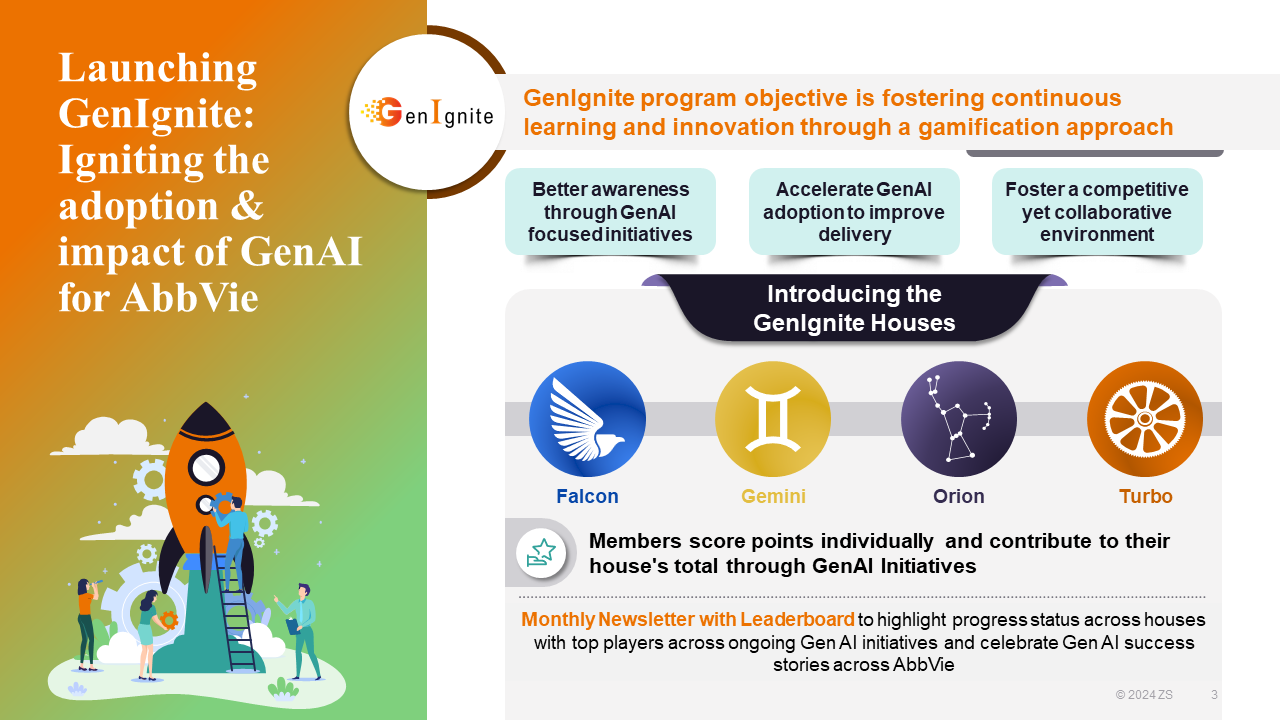 Launching
GenIgnite:
Igniting the
adoption &
impact of GenAI
for AbbVie
GenIgnite
GenIgnite program objective is fostering continuous
learning and innovation through a gamification approach
Better awareness
through GenAI
focused initiatives
Accelerate GenAI
adoption to improve
delivery
Foster a competitive
yet collaborative
environment
Introducing the
GenIgnite Houses
Falcon
Gemini
Orion
Turbo
Members score points individually and contribute to their
house's total through GenAI Initiatives
Monthly Newsletter with Leaderboard to highlight progress status across houses
with top players across ongoing Gen AI initiatives and celebrate Gen AI success
stories across AbbVie
© 2024 ZS
3